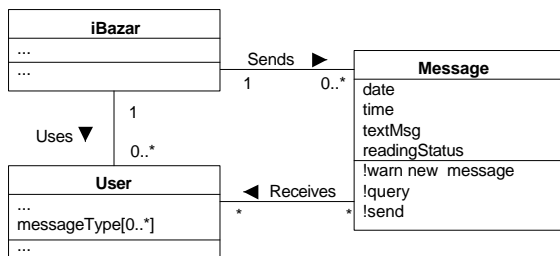 iBazar
...
...
Sends ▶
1 0..*
Message
date
time
textMsg
readingStatus
!warn new message
!query
!send
1
Uses ▼
0..*
User
...
messageType[0..*]
...
◀ Receives
* *